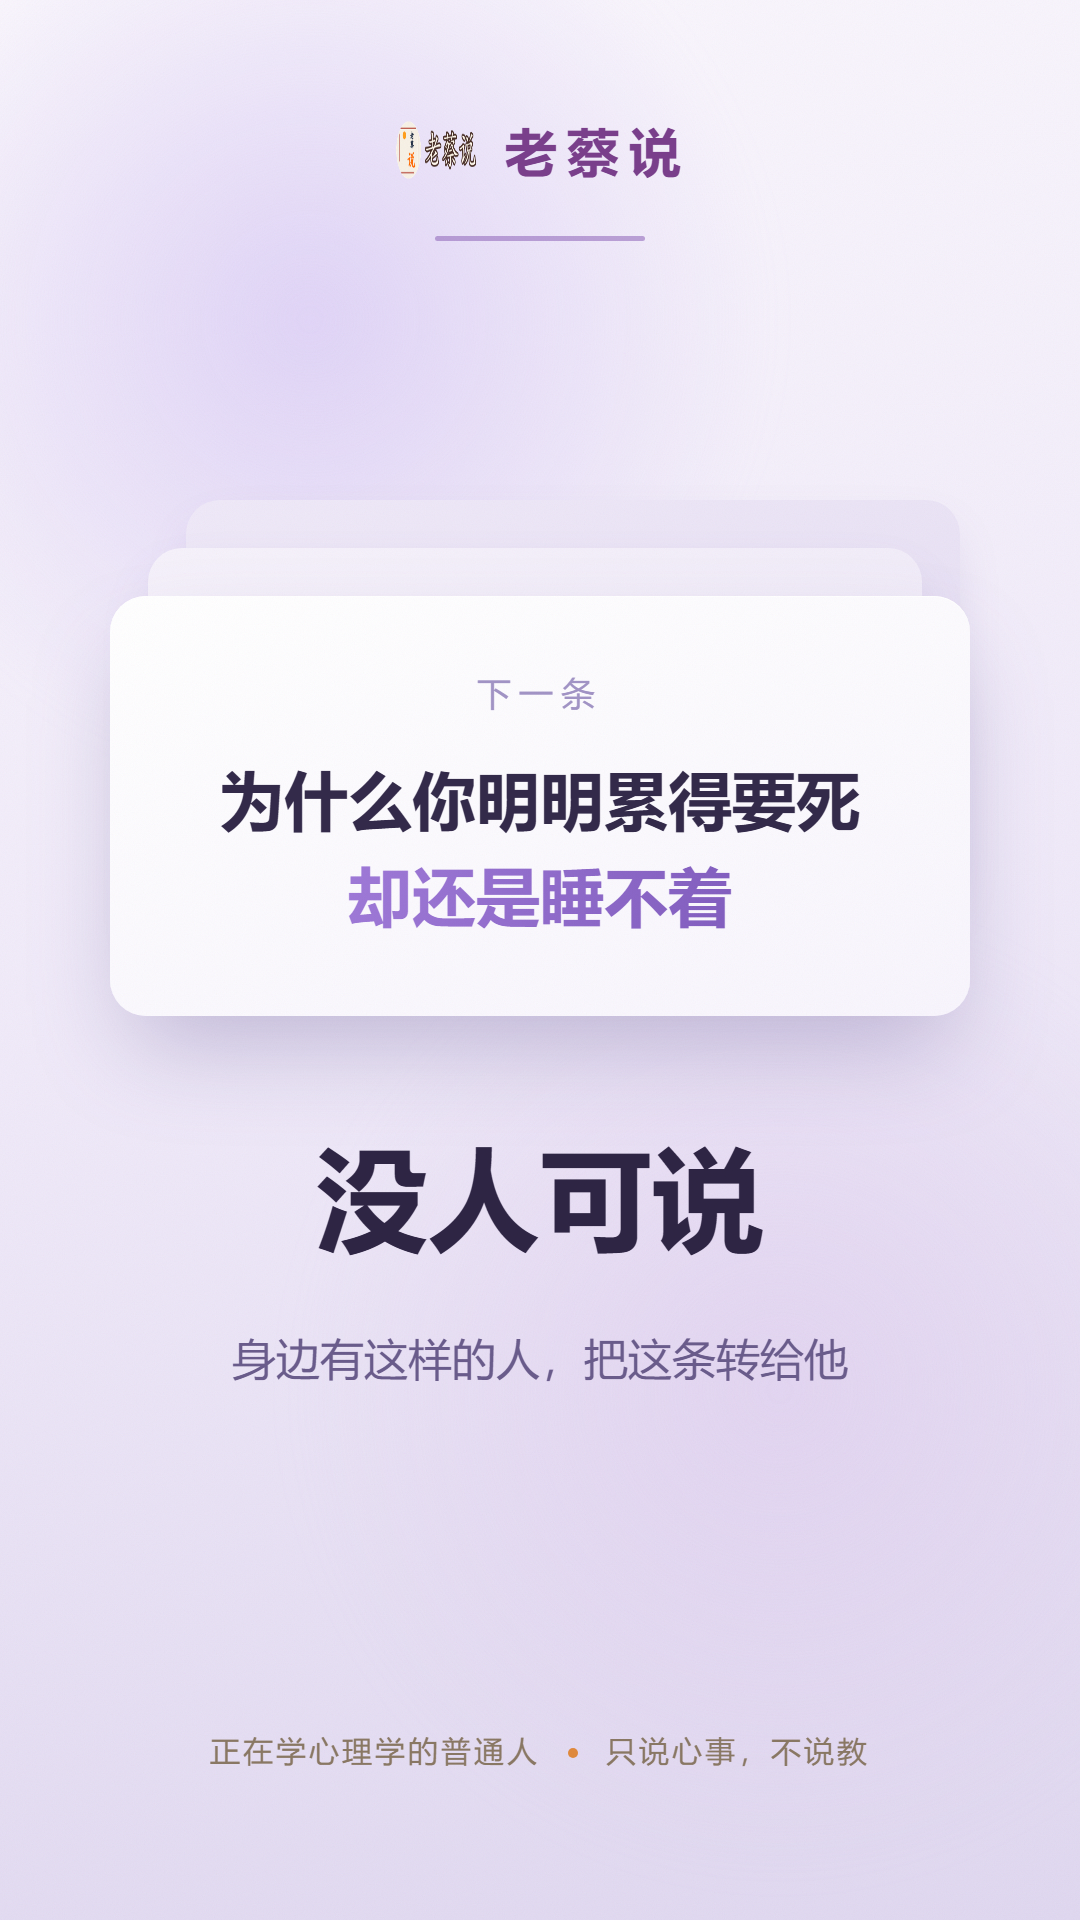 老蔡说 老蔡说
下一条
为什么你明明累得要死
却还是睡不着
没人可说
身边有这样的人，把这条转给他
正在学心理学的普通人 • 只说心事，不说教